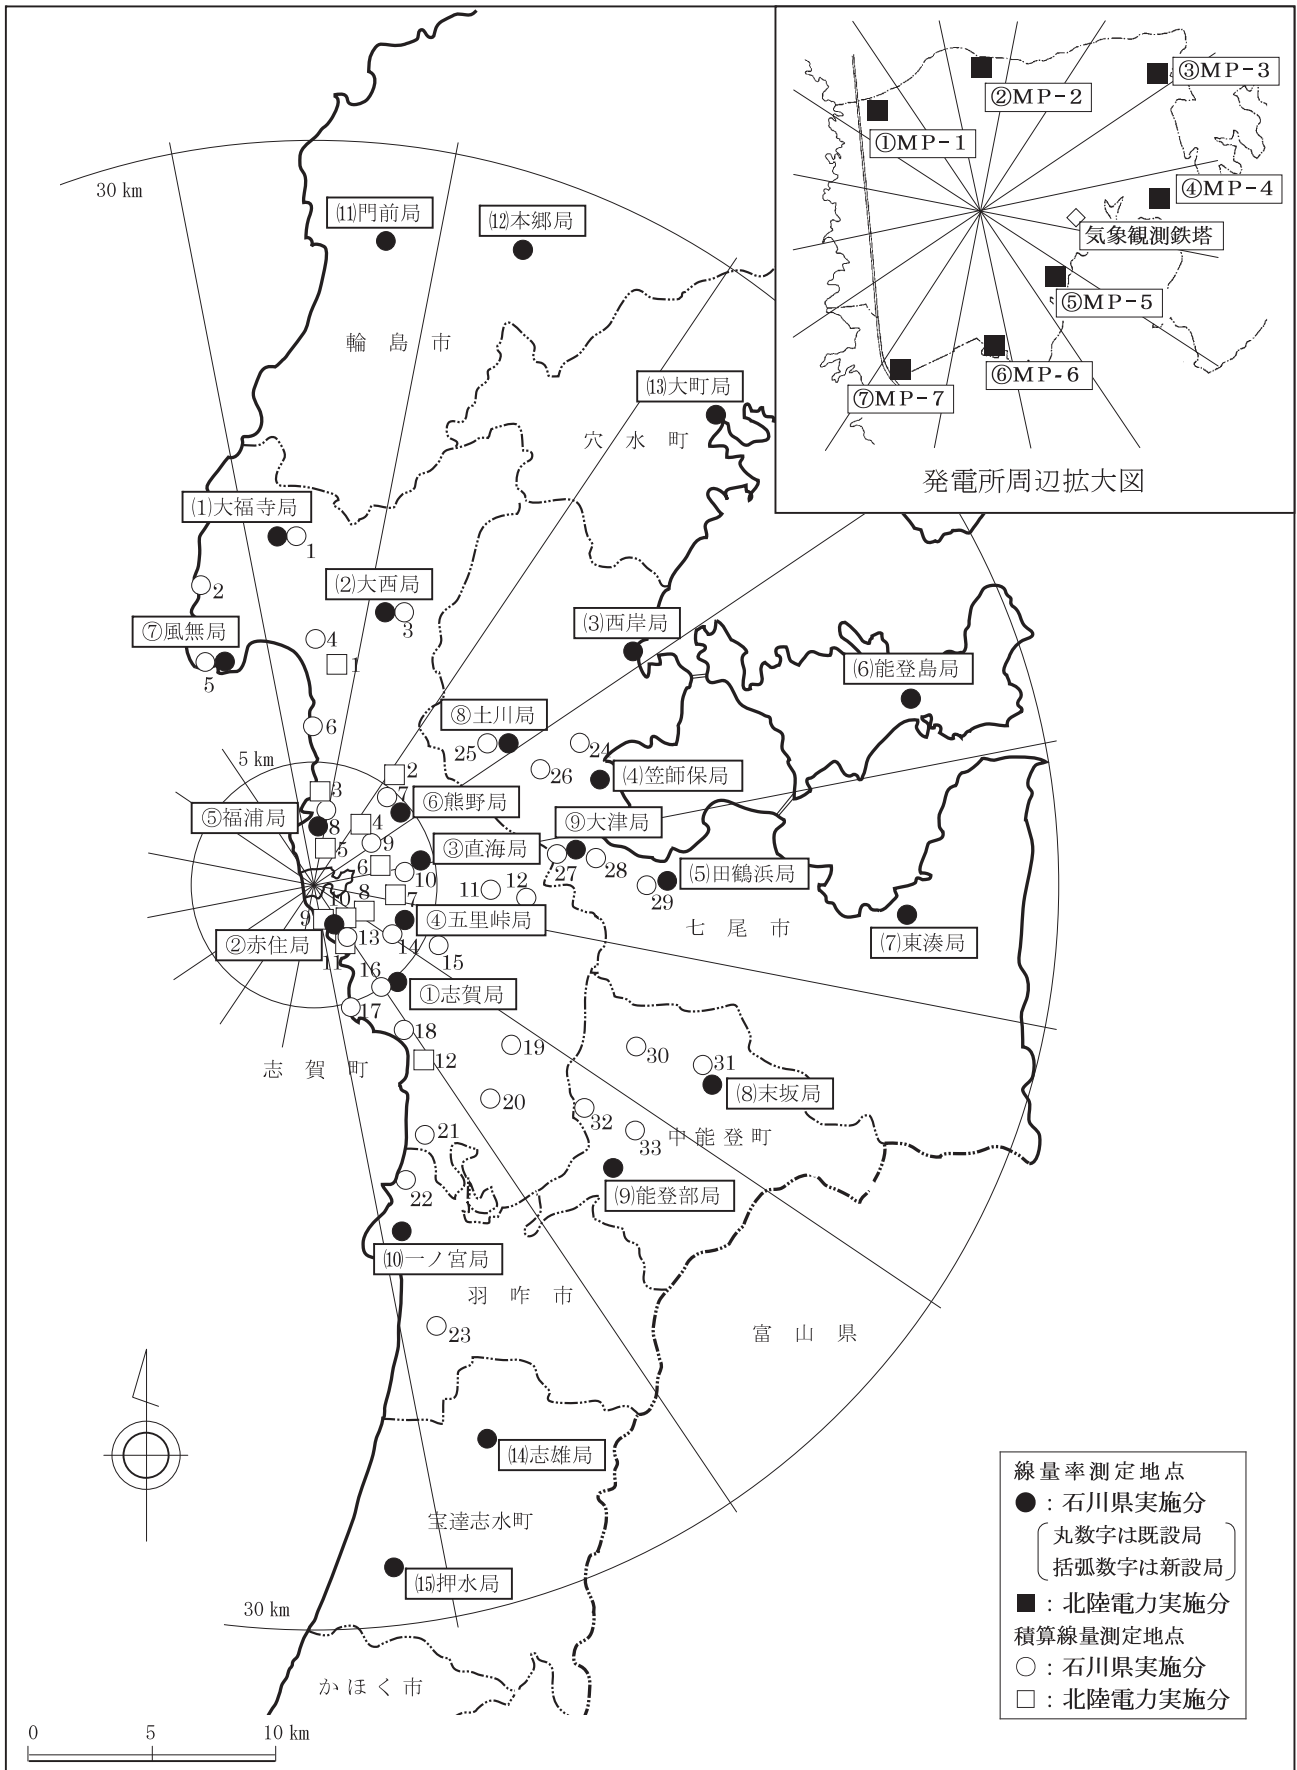 30 km
⑾門前局
⑿本郷局
輪島市
⒀大町局
穴水町
①MP-1
②MP-2
③MP-3
④MP-4
気象観測鉄塔
⑤MP-5
⑥MP-6
⑦MP-7
発電所周辺拡大図
⑴大福寺局
1
2
⑵大西局
3
⑦風無局
4
1
5
⑶西岸局
⑹能登島局
6
⑧土川局
25
24
26
5 km
2
7
⑷笠師保局
3
⑥熊野局
⑤福浦局
8
4
⑨大津局
9
5
③直海局
6
10
27
28
11
12
⑸田鶴浜局
29
10
8
7
9
④五里峠局
七尾市
⑺東湊局
②赤住局
13
14
15
11
16
①志賀局
17
18
19
30
31
志賀町
12
⑻末坂局
20
32
21
33
中能登町
22
⑼能登部局
⑽一ノ宮局
羽咋市
23
富山県
⒁志雄局
宝達志水町
⒂押水局
30 km
かほく市
0
5
10 km
線量率測定地点
●：石川県実施分
丸数字は既設局
括弧数字は新設局
■：北陸電力実施分
積算線量測定地点
○：石川県実施分
□：北陸電力実施分